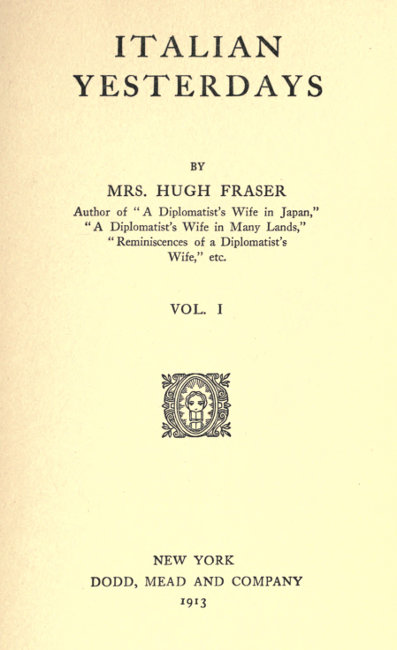 ITALIAN
YESTERDAYS
BY
MRS. HUGH FRASER
Author of "A Diplomatist's Wife in Japan,"
"A Diplomatist's Wife in Many Lands,"
"Reminiscences of a Diplomatist's
Wife," etc.
VOL. I
NEW YORK
DODD, MEAD AND COMPANY
1913